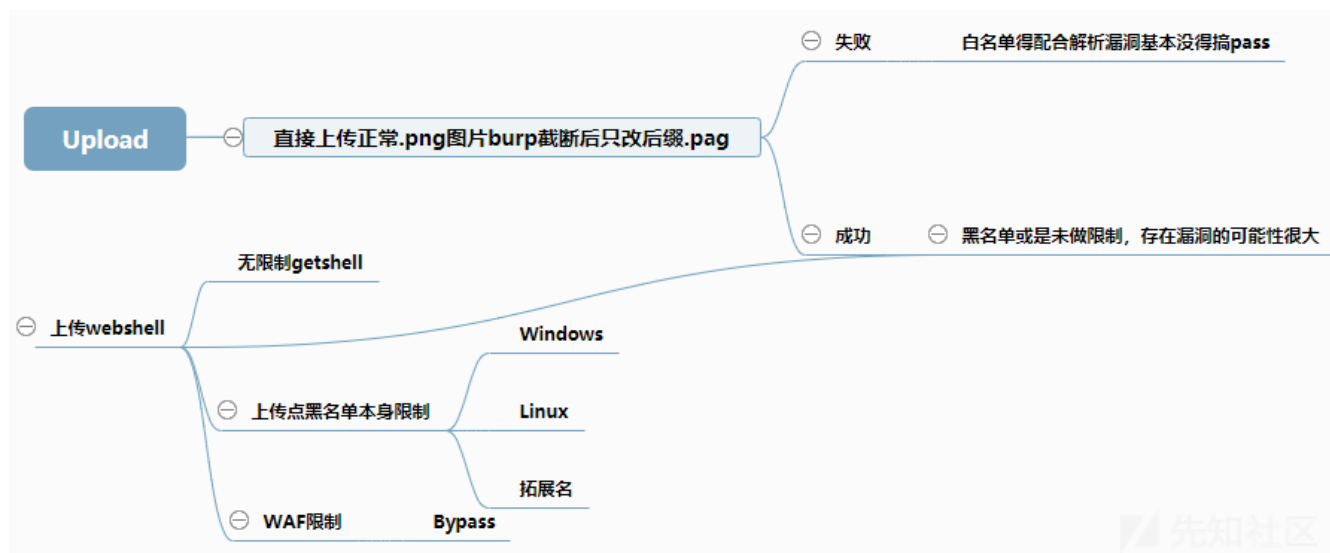 失败
白名单得配合解析漏洞基本没得搞pass
Upload
直接上传正常.png图片burp截断后只改后缀.pag
成功
黑名单或是未做限制，存在漏洞的可能性很大
无限制getshell
上传webshell
Windows
上传点黑名单本身限制
Linux
拓展名
WAF限制
Bypass
先知社区